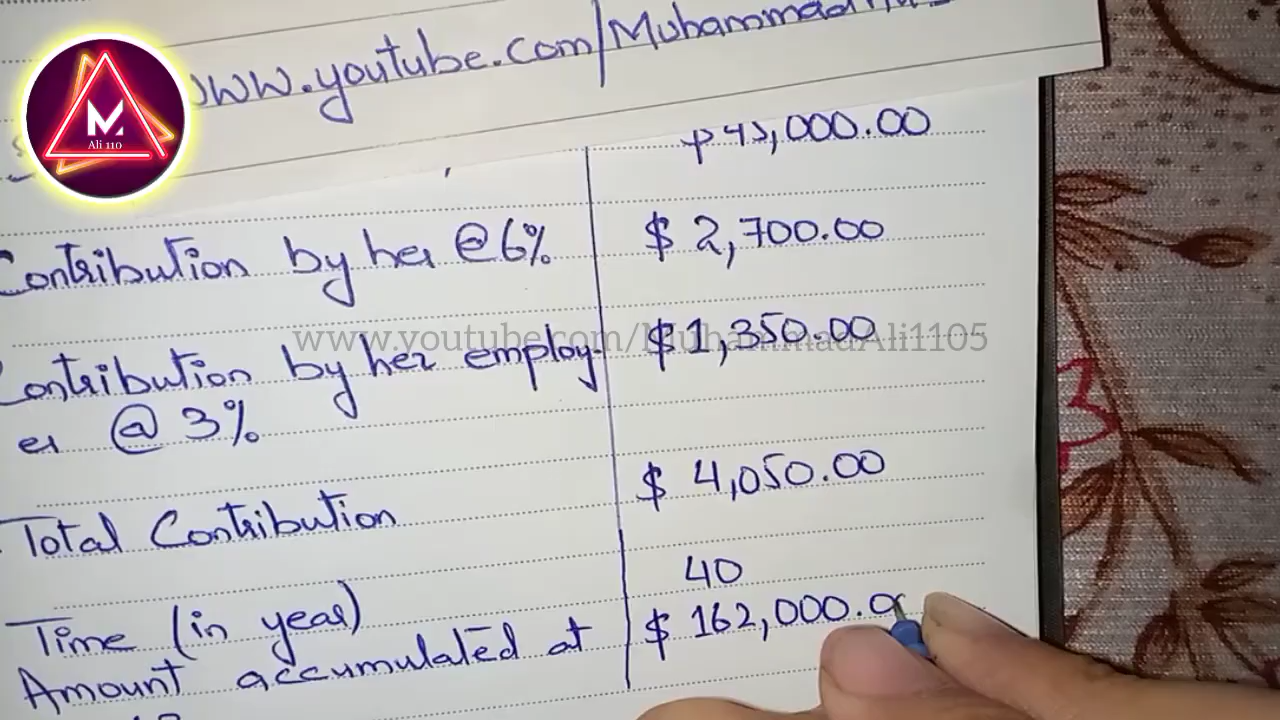 www.youtube.com/Muhammad
M
Ali 110
45,000.00
Contribution by her @ 6% $ 2,700.00
www.youtube.com/MuhammadAli1105
Contribution by her employ- $ 1,350.00
er @ 3%
Total Contribution $ 4,050.00
Time (in year) 40
Amount accumulated at $ 162,000.0